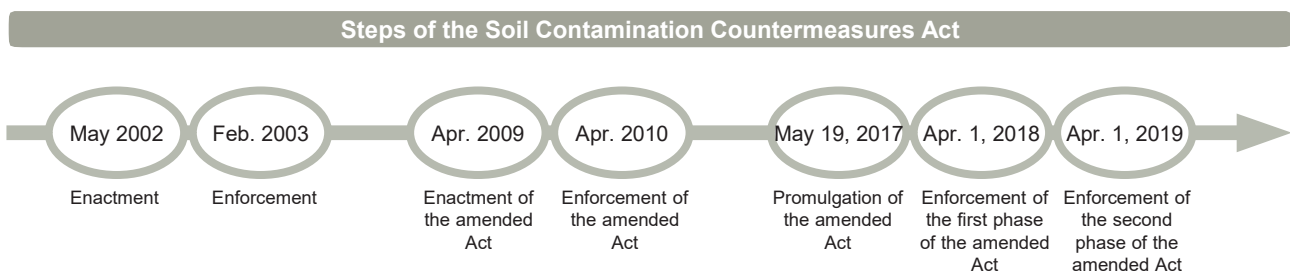 Steps of the Soil Contamination Countermeasures Act
May 2002
Feb. 2003
Apr. 2009
Apr. 2010
May 19, 2017
Apr. 1, 2018
Apr. 1, 2019
Enactment
Enforcement
Enactment of
the amended
Act
Enforcement of
the amended
Act
Promulgation of
the amended
Act
Enforcement of
the first phase
of the amended
Act
Enforcement of
the second
phase of the
amended Act